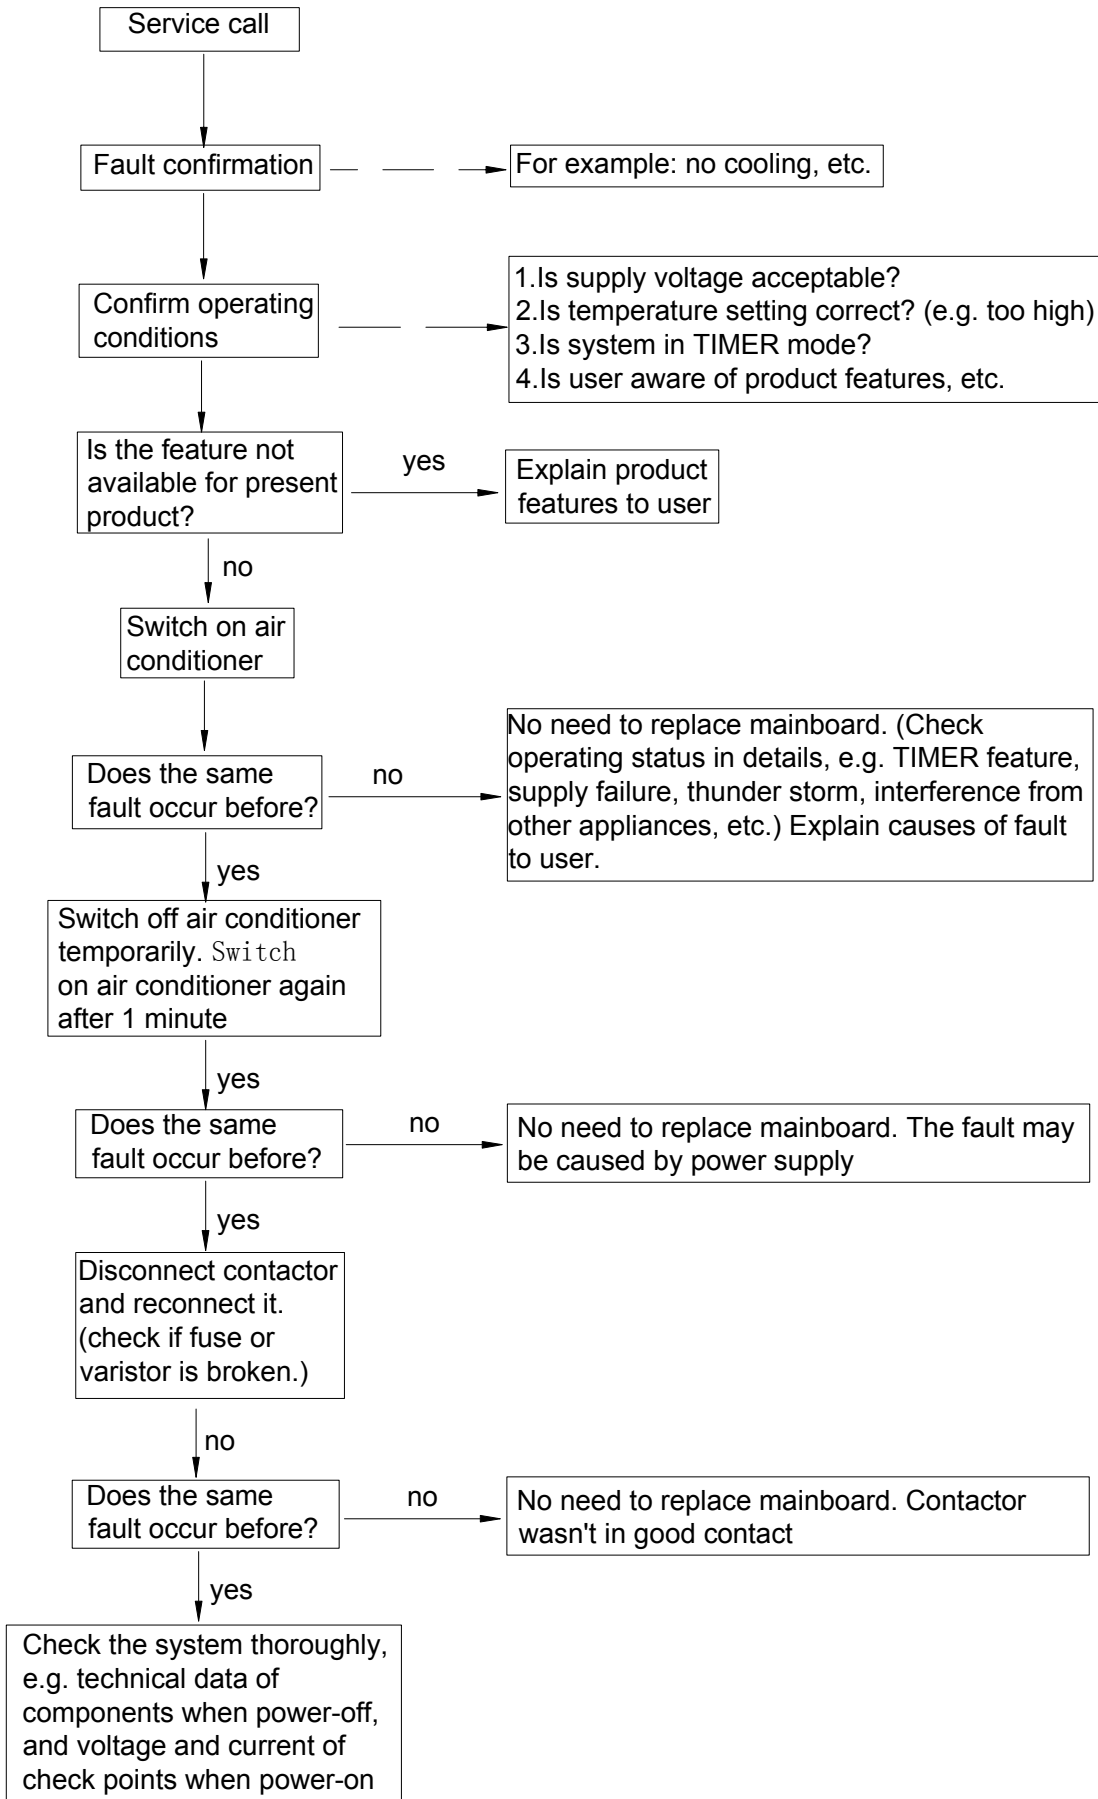 Service call
Fault confirmation
For example: no cooling, etc.
Confirm operating
conditions
1.Is supply voltage acceptable?
2.Is temperature setting correct? (e.g. too high)
3.Is system in TIMER mode?
4.Is user aware of product features, etc.
Is the feature not
available for present
product?
yes
Explain product
features to user
no
Switch on air
conditioner
Does the same
fault occur before?
no
No need to replace mainboard. (Check
operating status in details, e.g. TIMER feature,
supply failure, thunder storm, interference from
other appliances, etc.) Explain causes of fault
to user.
yes
Switch off air conditioner
temporarily. Switch
on air conditioner again
after 1 minute
yes
Does the same
fault occur before?
no
No need to replace mainboard. The fault may
be caused by power supply
yes
Disconnect contactor
and reconnect it.
(check if fuse or
varistor is broken.)
no
Does the same
fault occur before?
no
No need to replace mainboard. Contactor
wasn't in good contact
yes
Check the system thoroughly,
e.g. technical data of
components when power-off,
and voltage and current of
check points when power-on